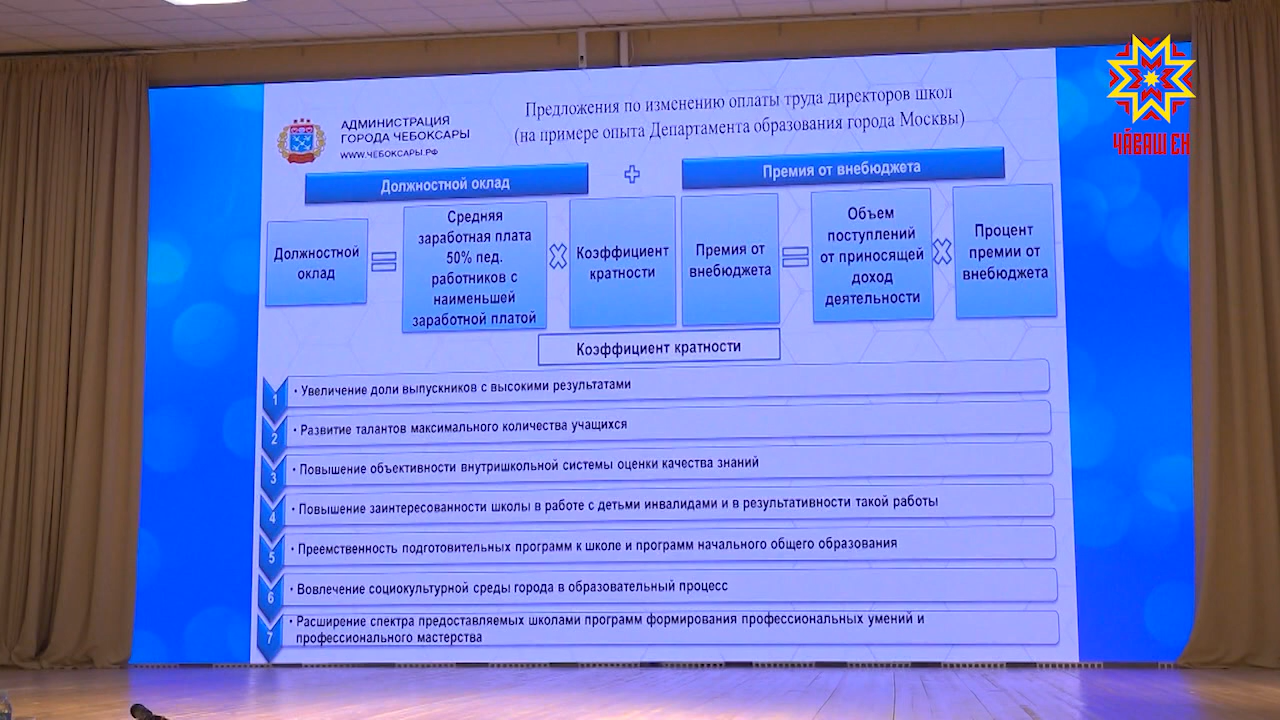 АДМИНИСТРАЦИЯ
ГОРОДА ЧЕБОКСАРЫ
WWW.ЧЕБОКСАРЫ.РФ
Предложения по изменению оплаты труда директоров школ
(на примере опыта Департамента образования города Москвы)
ЧӐВАШ ЕН
Должностной оклад
Премия от внебюджета
Должностной
оклад
Средняя
заработная плата
50% пед.
работников с
наименьшей
заработной платой
Коэффициент
кратности
Премия от
внебюджета
Объем
поступлений
от приносящей
доход
деятельности
Процент
премии от
внебюджета
Коэффициент кратности
1 • Увеличение доли выпускников с высокими результатами
2 • Развитие талантов максимального количества учащихся
3 • Повышение объективности внутришкольной системы оценки качества знаний
4 • Повышение заинтересованности школы в работе с детьми инвалидами и в результативности такой работы
5 • Преемственность подготовительных программ к школе и программ начального общего образования
6 • Вовлечение социокультурной среды города в образовательный процесс
7 • Расширение спектра предоставляемых школами программ формирования профессиональных умений и
профессионального мастерства